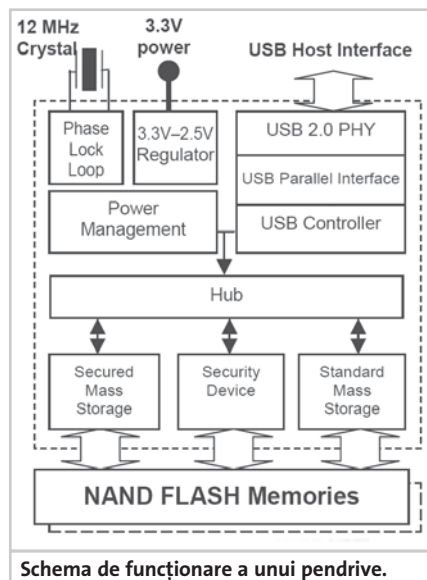 12 MHz
Crystal
3.3V
power
USB Host Interface
Phase
Lock
Loop
3.3V–2.5V
Regulator
USB 2.0 PHY
USB Parallel Interface
USB Controller
Power
Management
Hub
Secured
Mass
Storage
Security
Device
Standard
Mass
Storage
NAND FLASH Memories
Schema de funcționare a unui pendrive.